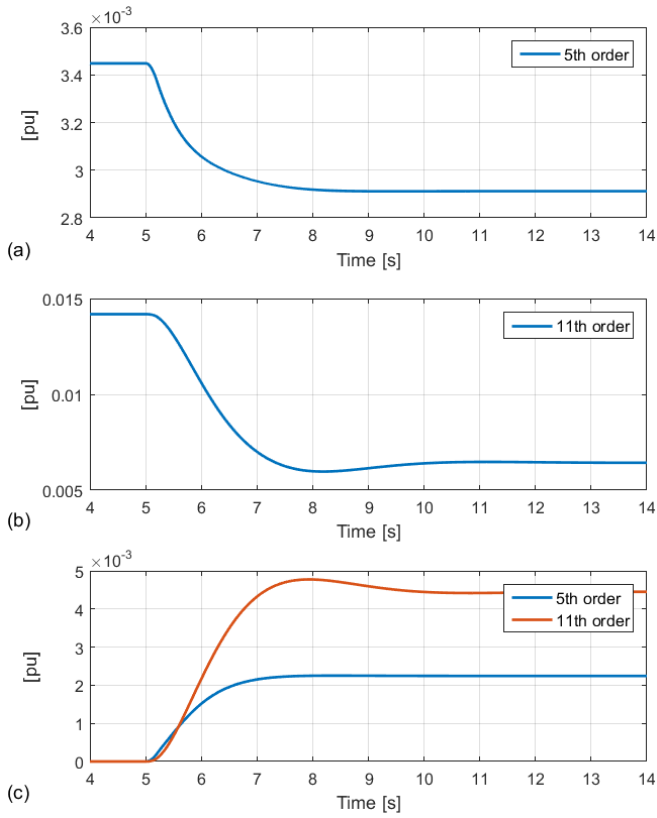 ×10⁻³
3.6
3.4
3.2
3
2.8
[pu]
5th order
4 5 6 7 8 9 10 11 12 13 14
Time [s]
(a)
0.015
0.01
0.005
[pu]
11th order
4 5 6 7 8 9 10 11 12 13 14
Time [s]
(b)
×10⁻³
5
4
3
2
1
0
[pu]
5th order
11th order
4 5 6 7 8 9 10 11 12 13 14
Time [s]
(c)